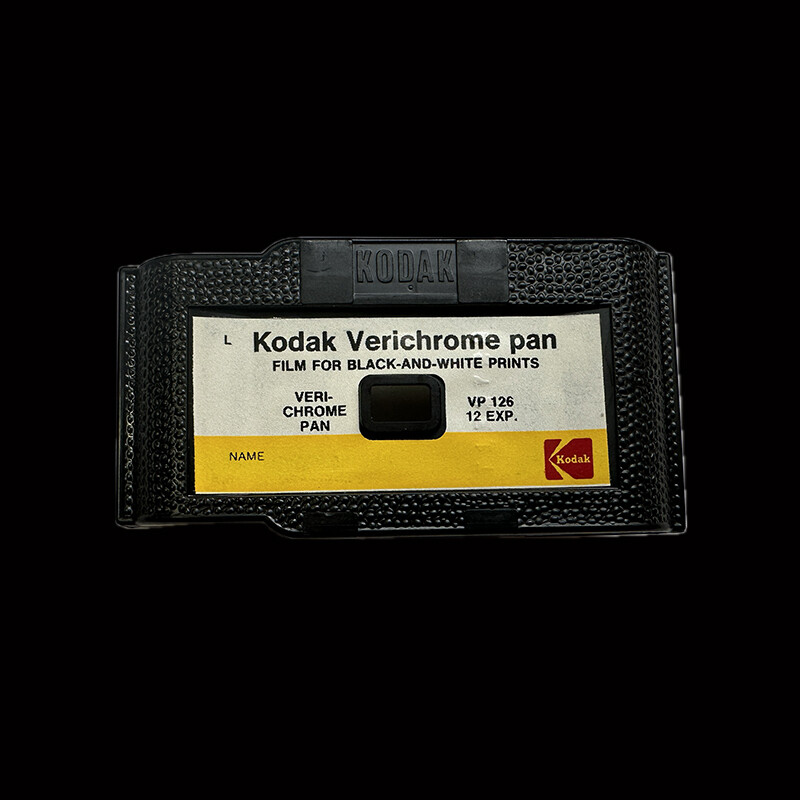 KODAK
L Kodak Verichrome pan
FILM FOR BLACK-AND-WHITE PRINTS
VERI-
CHROME
PAN
VP 126
12 EXP.
NAME
Kodak